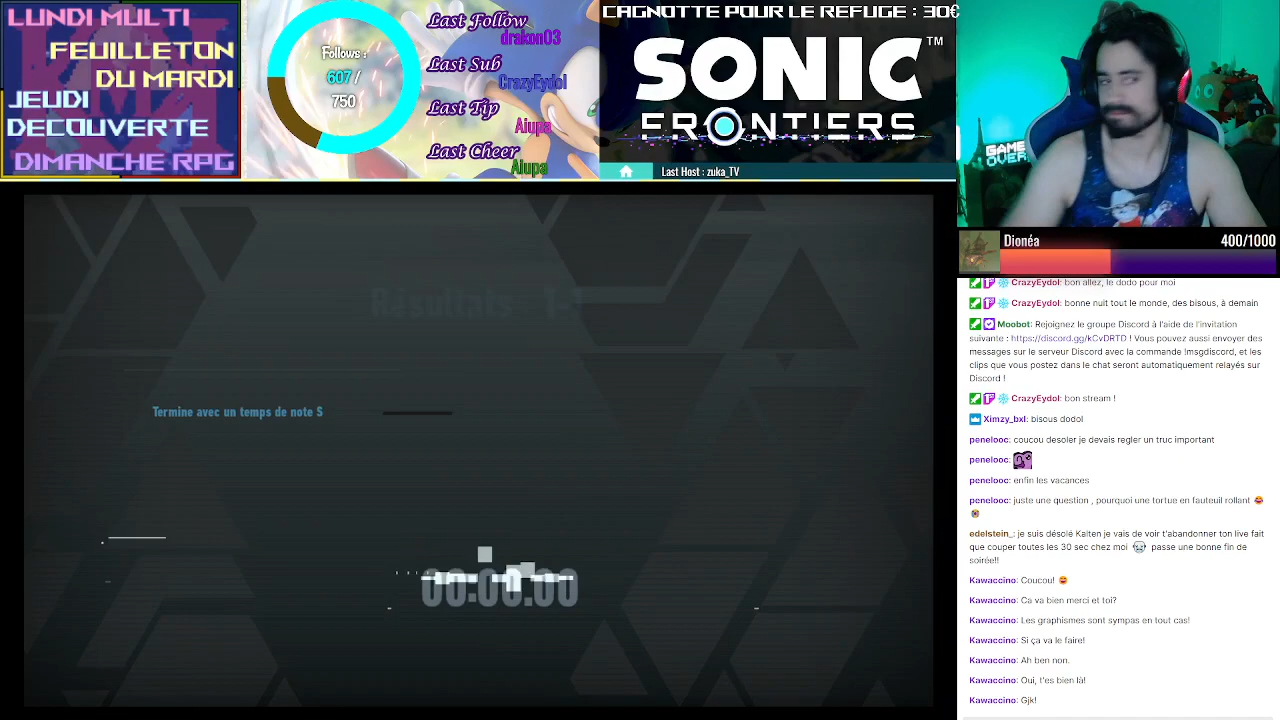 LUNDI MULTI
FEUILLETON
DU MARDI
JEUDI
DECOUVERTE
DIMANCHE RPG
Follows :
607 /
750
Last Follow
drakon03
Last Sub
CrazyEydol
Last Tip
Aiupa
Last Cheer
Aiupa
CAGNOTTE POUR LE REFUGE : 30€
SONIC™
FRONTIERS
Last Host : zuka_TV
GAME
OVER
Dionéa
400/1000
Résultats
Termine avec un temps de note S
00:00.00
CrazyEydol: bon allez, le dodo pour moi
CrazyEydol: bonne nuit tout le monde, des bisous, à demain
Moobot: Rejoignez le groupe Discord à l'aide de l'invitation
suivante : https://discord.gg/kCvDRTD ! Vous pouvez aussi envoyer des
messages sur le serveur Discord avec la commande !msgdiscord, et les
clips que vous postez dans le chat seront automatiquement relayés sur
Discord !
CrazyEydol: bon stream !
Ximzy_bxl: bisous dodol
penelooc: coucou desoler je devais regler un truc important
penelooc:
penelooc: enfin les vacances
penelooc: juste une question , pourquoi une tortue en fauteuil rollant
edelstein_: je suis désolé Kalten je vais de voir t'abandonner ton live fait
que couper toutes les 30 sec chez moi passe une bonne fin de
soirée!!
Kawaccino: Coucou!
Kawaccino: Ca va bien merci et toi?
Kawaccino: Les graphismes sont sympas en tout cas!
Kawaccino: Si ça va le faire!
Kawaccino: Ah ben non.
Kawaccino: Oui, t'es bien là!
Kawaccino: Gjk!